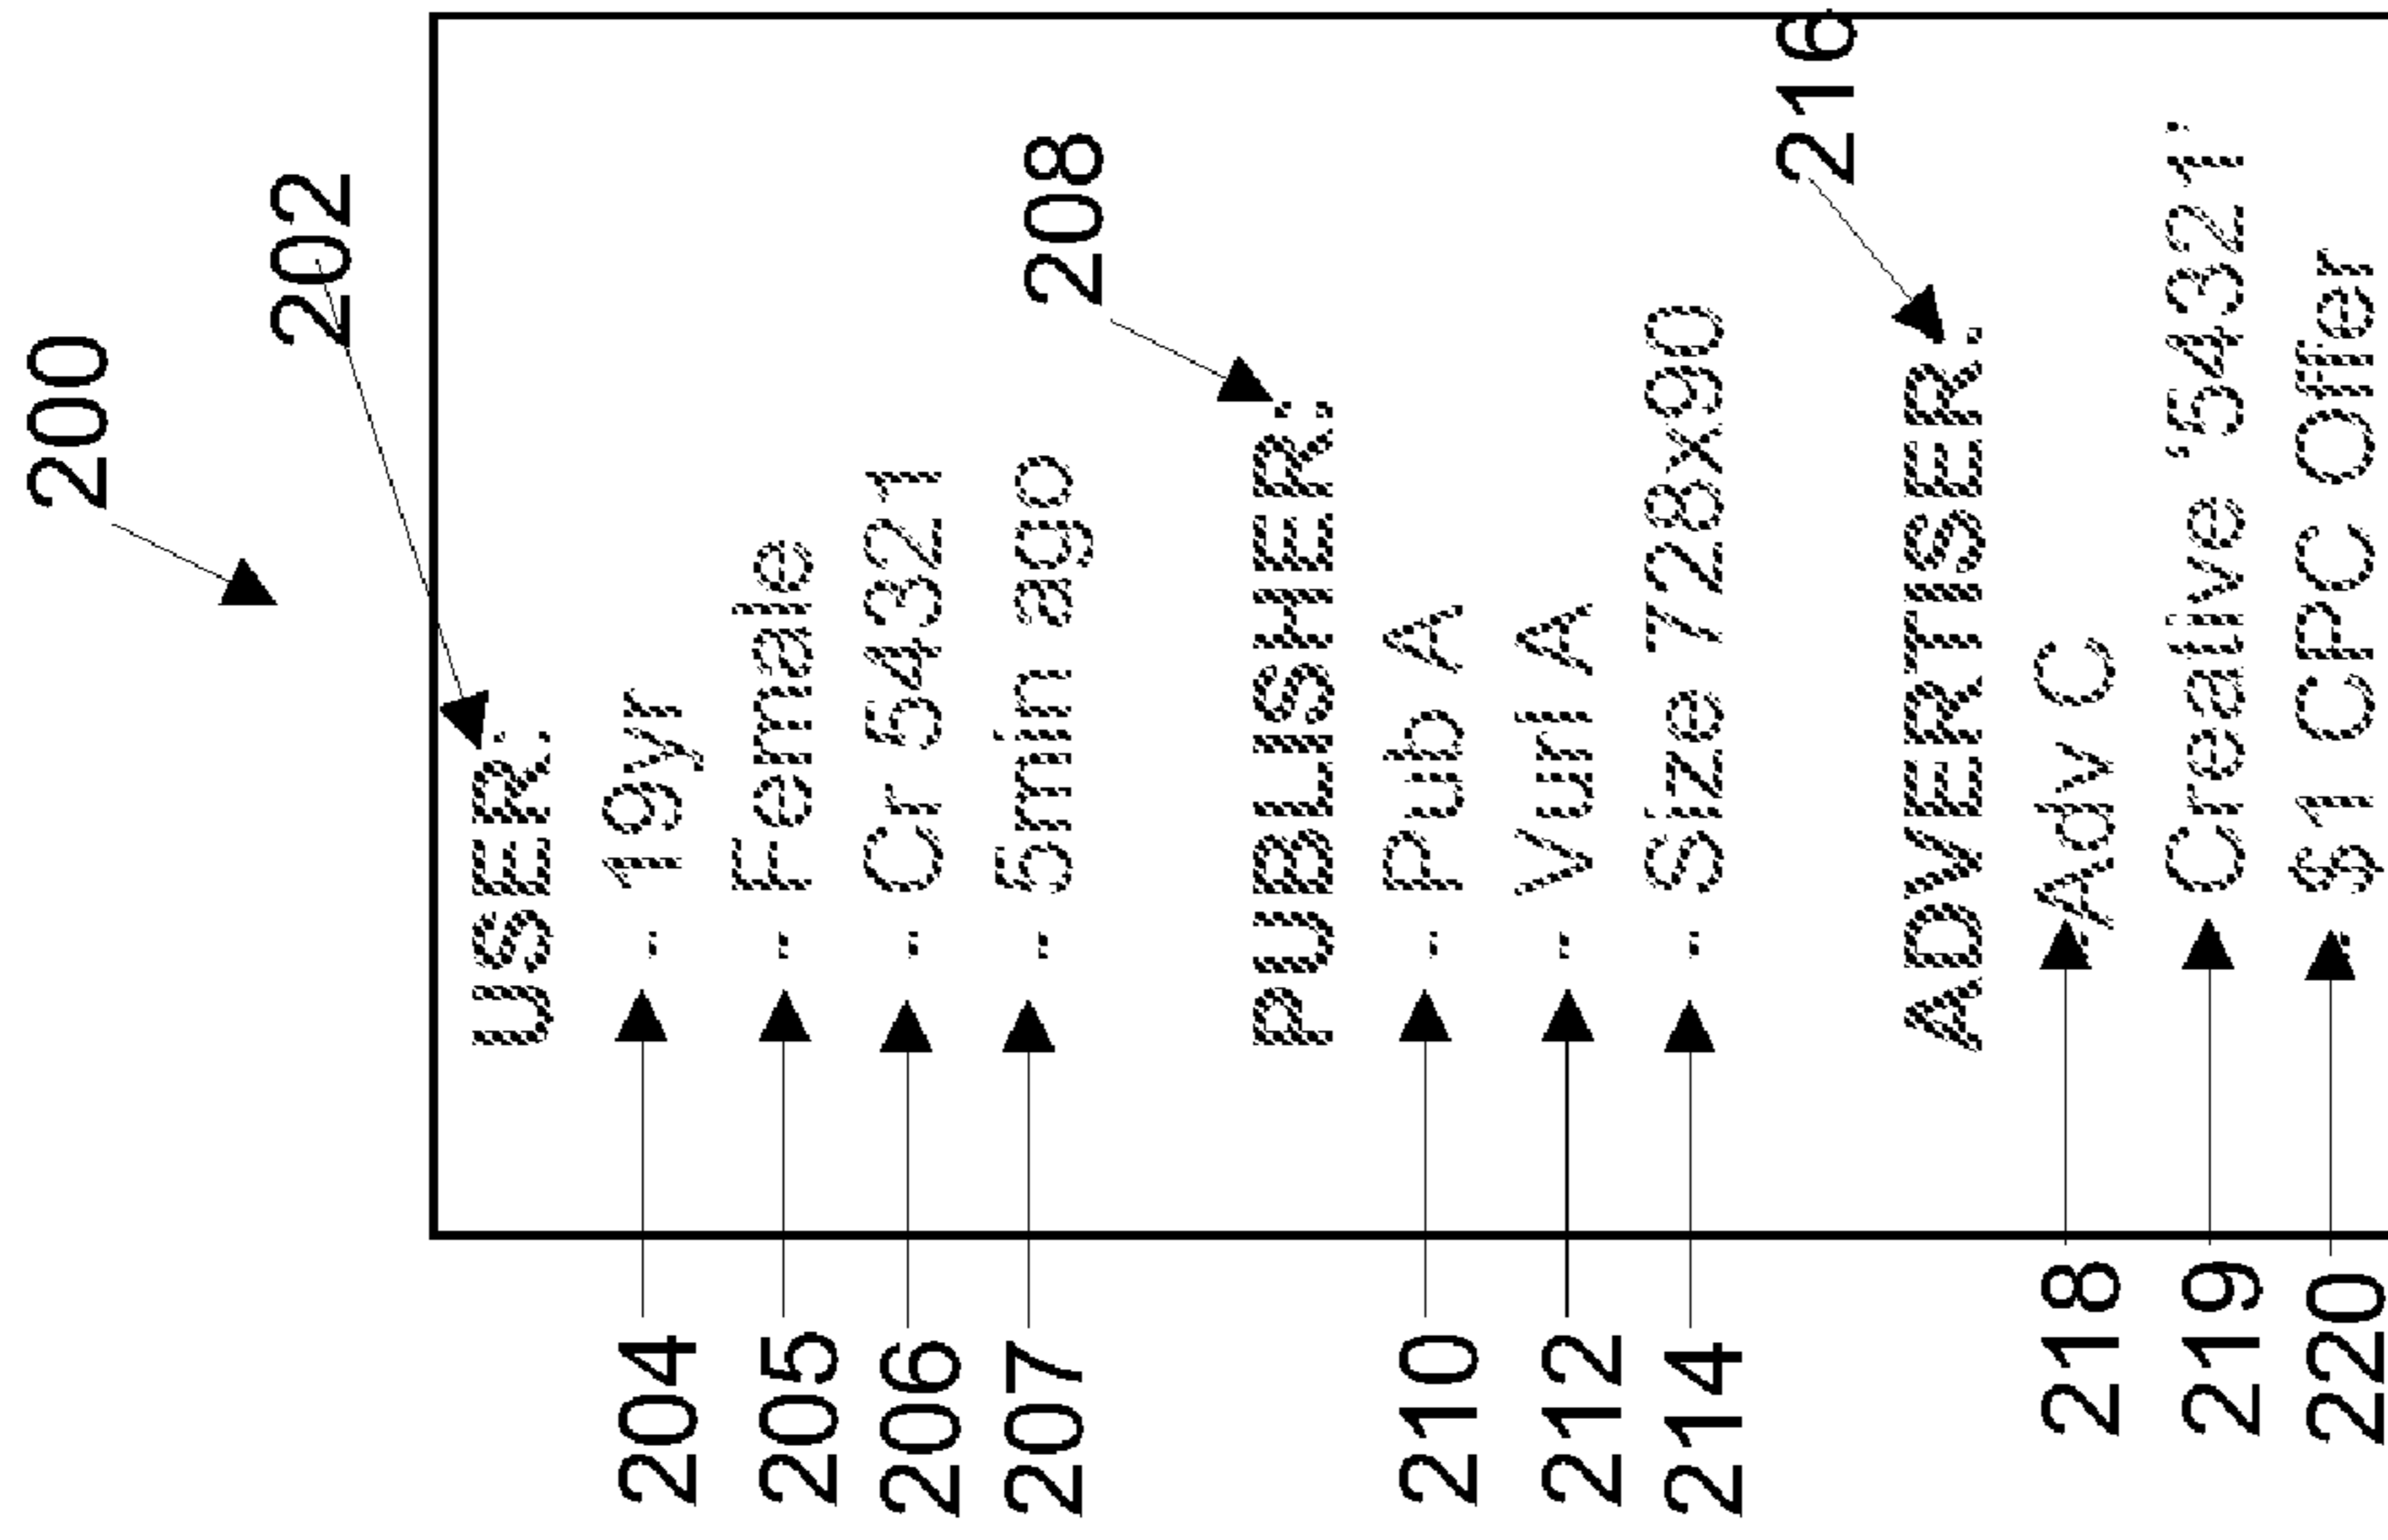 200
202
USER:
204 - 19yr
205 - Female
206 - Cr 54321
207 - 5min ago
208
PUBLISHER:
210 - Pub A
212 - Vurl A
214 - Size 728x90
216
ADVERTISER:
218 -Adv C
219 - Creative '54321'
220 - $1 CPC Offer